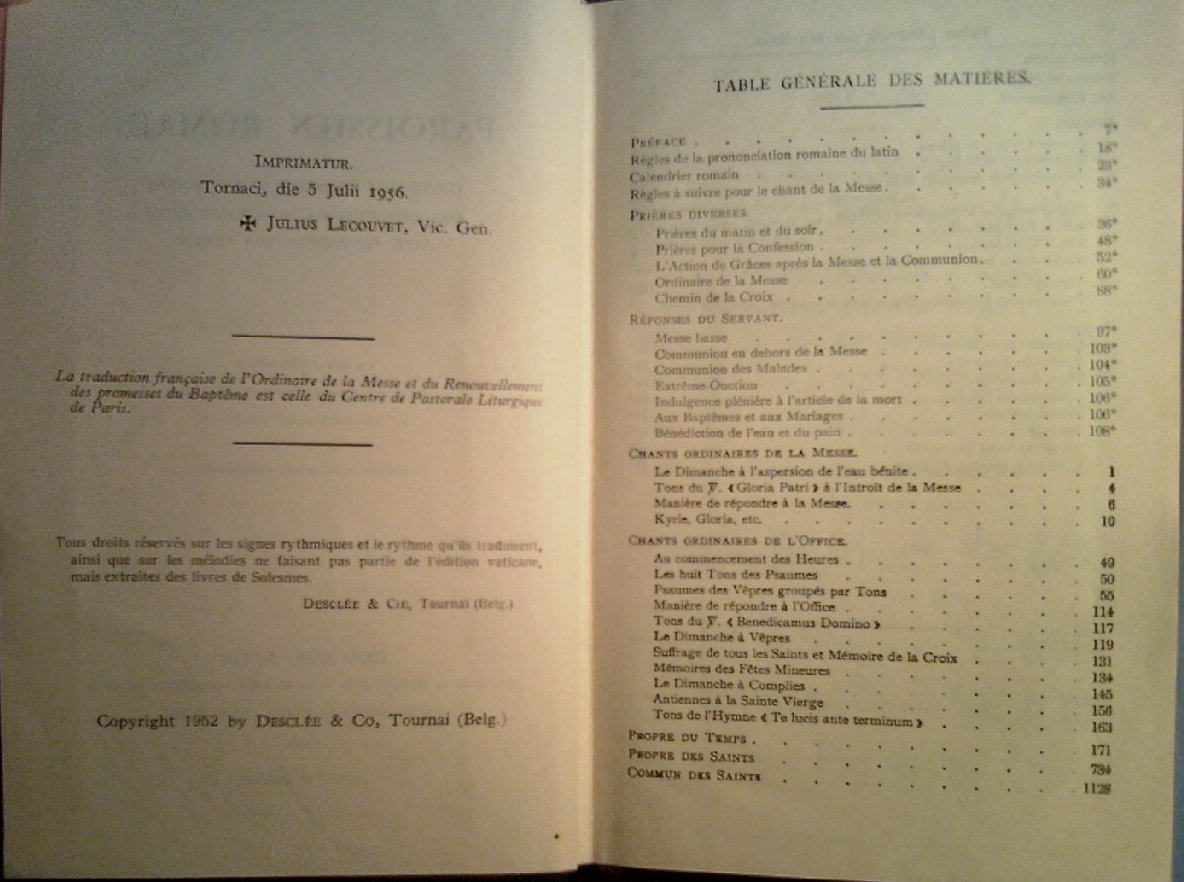 IMPRIMATUR.
Tornaci, die 5 Julii 1956.
✠ JULIUS LECOUVET, Vic. Gen.
La traduction française de l'Ordinaire de la Messe et du Renouvellement
des promesses du Baptême est celle du Centre de Pastorale Liturgique
de Paris.
Tous droits réservés sur les signes rythmiques et le rythme qu'ils traduisent,
ainsi que sur les mélodies ne faisant pas partie de l'édition vaticane,
mais extraites des livres de Solesmes.
DESCLÉE & CIE, Tournai (Belg.)
Copyright 1952 by DESCLÉE & Co, Tournai (Belg.)
TABLE GÉNÉRALE DES MATIÈRES.
PRÉFACE . . . . . . . . . . 7*
Règles de la prononciation romaine du latin . . . . . 18*
Calendrier romain . . . . . . . . . 23*
Règles à suivre pour le chant de la Messe. . . . . . 34*
PRIÈRES DIVERSES.
Prières du matin et du soir. . . . . . . . 36*
Prières pour la Confession . . . . . . . . 48*
L'Action de Grâces après la Messe et la Communion. . . . 52*
Ordinaire de la Messe . . . . . . . . 60*
Chemin de la Croix . . . . . . . . . 88*
RÉPONSES DU SERVANT.
Messe basse . . . . . . . . . . 97*
Communion en dehors de la Messe . . . . . . 103*
Communion des Malades . . . . . . . . 104*
Extrême-Onction . . . . . . . . . 105*
Indulgence plénière à l'article de la mort . . . . . 106*
Aux Baptêmes et aux Mariages . . . . . . . 106*
Bénédiction de l'eau et du pain . . . . . . . 108*
CHANTS ORDINAIRES DE LA MESSE.
Le Dimanche à l'aspersion de l'eau bénite . . . . . 1
Tons du ℣. « Gloria Patri » à l'Introït de la Messe . . . . 4
Manière de répondre à la Messe. . . . . . . 6
Kyrie, Gloria, etc. . . . . . . . . . 10
CHANTS ORDINAIRES DE L'OFFICE.
Au commencement des Heures . . . . . . . 49
Les huit Tons des Psaumes . . . . . . . 50
Psaumes des Vêpres groupés par Tons . . . . . 55
Manière de répondre à l'Office . . . . . . . 114
Tons du ℣. « Benedicamus Domino » . . . . . . 117
Le Dimanche à Vêpres . . . . . . . . 119
Suffrage de tous les Saints et Mémoire de la Croix . . . . 131
Mémoires des Fêtes Mineures . . . . . . . 134
Le Dimanche à Complies . . . . . . . . 145
Antiennes à la Sainte Vierge . . . . . . . 156
Tons de l'Hymne « Te lucis ante terminum » . . . . . 163
PROPRE DU TEMPS . . . . . . . . . 171
PROPRE DES SAINTS . . . . . . . . . 734
COMMUN DES SAINTS . . . . . . . . . 1128